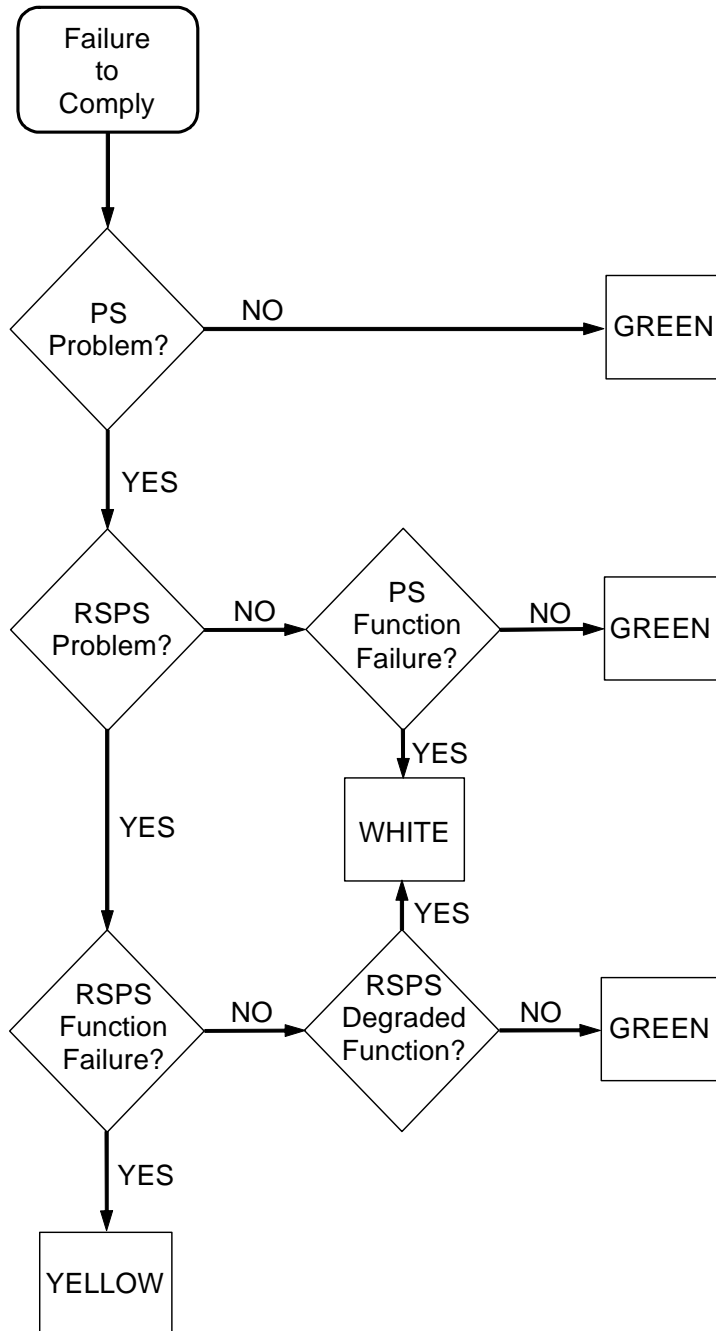 Failure
to
Comply
PS
Problem?
NO
GREEN
YES
RSPS
Problem?
NO
PS
Function
Failure?
NO
GREEN
YES
YES
WHITE
YES
RSPS
Function
Failure?
NO
RSPS
Degraded
Function?
NO
GREEN
YES
YELLOW